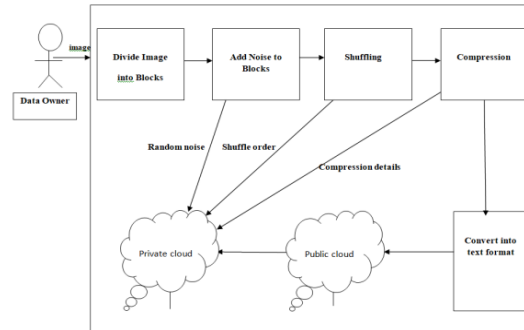 image
Divide Image
into Blocks
Add Noise to
Blocks
Shuffling
Compression
Data Owner
Random noise
Shuffle order
Compression details
Private cloud
Public cloud
Convert into
text format